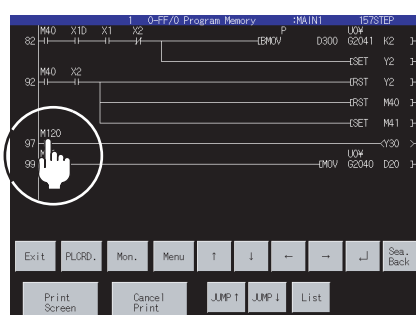 1 O-FF/O Program Memory :MAIN1 157STEP
M40 X1D X1 X2 P U0¥
82 [BMOV D300 G2041 K2 ]
[SET Y2 ]
M40 X2
92 [RST Y2 ]
[RST M40 ]
[SET M41 ]
M120
97 <Y30 >
M U0¥
99 [MOV G2040 D20 ]
Exit PLCRD. Mon. Menu ↑ ↓ ← → ↵ Sea. Back
Print Screen Cancel Print JUMP↑ JUMP↓ List